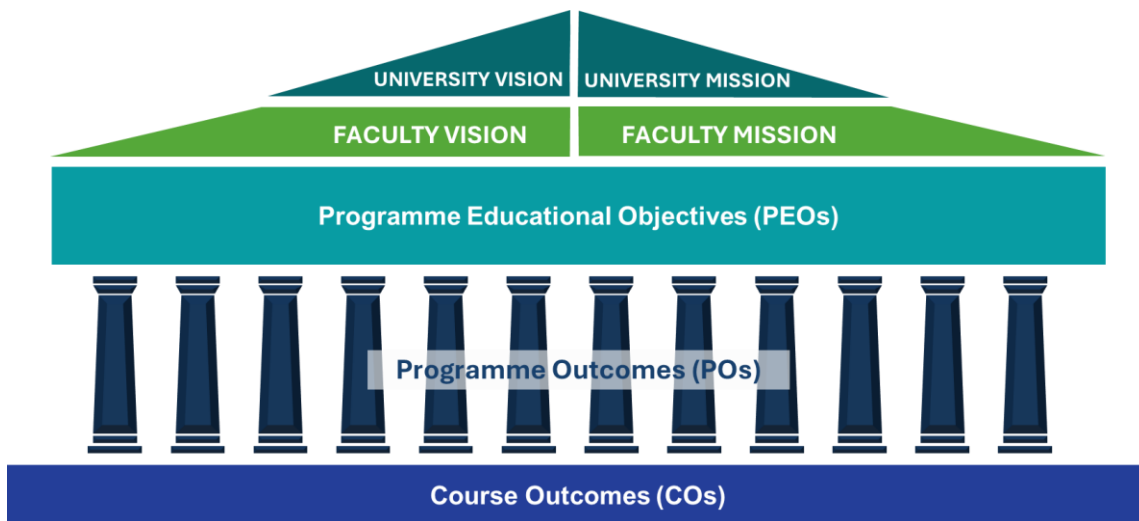 UNIVERSITY VISION
UNIVERSITY MISSION
FACULTY VISION
FACULTY MISSION
Programme Educational Objectives (PEOs)
Programme Outcomes (POs)
Course Outcomes (COs)